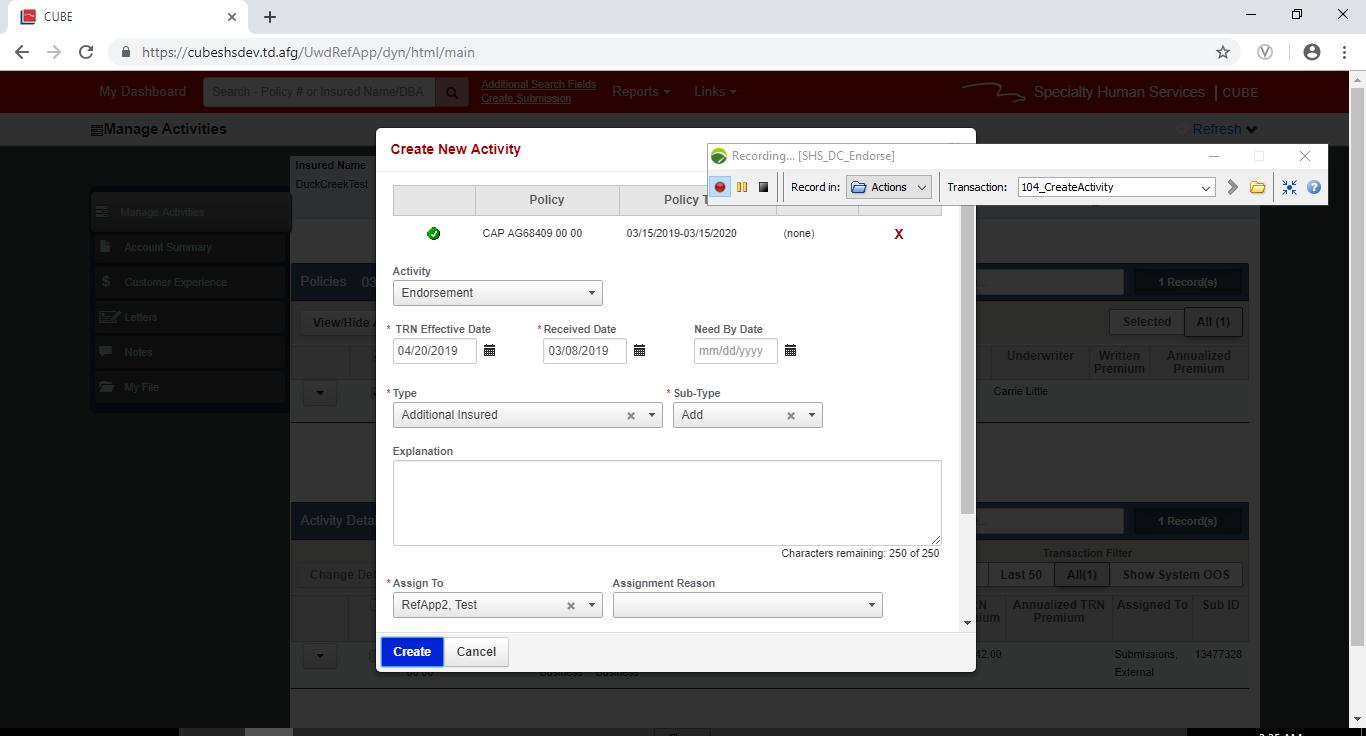 CUBE
https://cubeshsdev.td.afg/UwdRefApp/dyn/html/main
My Dashboard
Search - Policy # or Insured Name/DBA
Additional Search Fields
Create Submission
Reports
Links
Specialty Human Services | CUBE
Manage Activities
Refresh
Insured Name
DuckCreekTest
Manage Activities
Account Summary
Customer Experience
Letters
Notes
My File
Policies 03
1 Record(s)
View/Hide
Selected
All (1)
Underwriter
Written Premium
Annualized Premium
Carrie Little
Activity Deta
1 Record(s)
Transaction Filter
Change Det
Last 50
All(1)
Show System OOS
Annualized TRN Premium
Assigned To
Sub ID
42.00
Submissions, External
13477328
00 00
Business
Business
Create New Activity
Recording... [SHS_DC_Endorse]
Record in:
Actions
Transaction:
104_CreateActivity
Policy
Policy T
CAP AG68409 00 00
03/15/2019-03/15/2020
(none)
X
Activity
Endorsement
* TRN Effective Date
* Received Date
Need By Date
04/20/2019
03/08/2019
mm/dd/yyyy
* Type
* Sub-Type
Additional Insured
Add
Explanation
Characters remaining: 250 of 250
* Assign To
Assignment Reason
RefApp2, Test
Create
Cancel